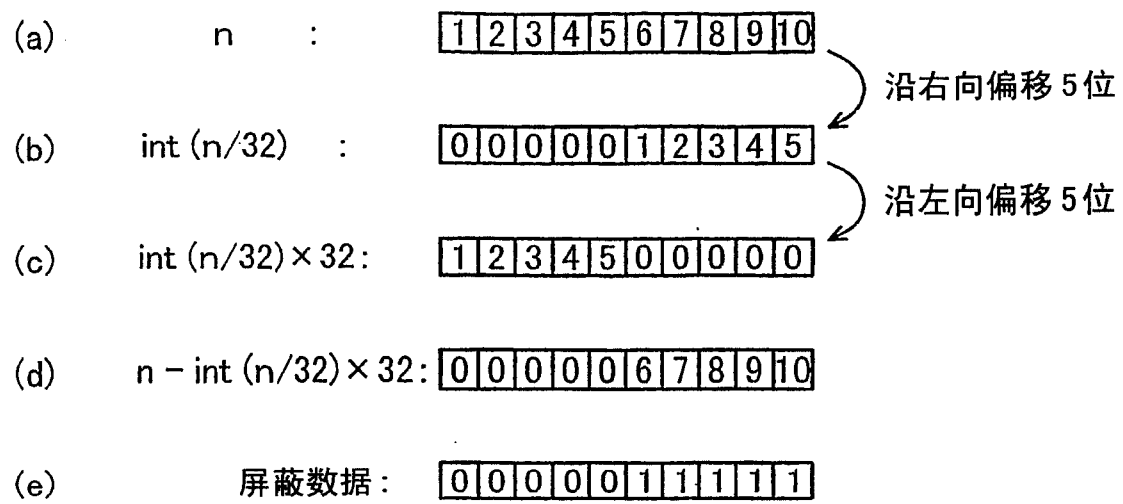 (a) n : 1 2 3 4 5 6 7 8 9 10
沿右向偏移 5位
(b) int (n/32) : 0 0 0 0 0 1 2 3 4 5
沿左向偏移 5位
(c) int (n/32)×32: 1 2 3 4 5 0 0 0 0 0
(d) n - int (n/32)×32: 0 0 0 0 0 6 7 8 9 10
(e) 屏蔽数据: 0 0 0 0 0 1 1 1 1 1